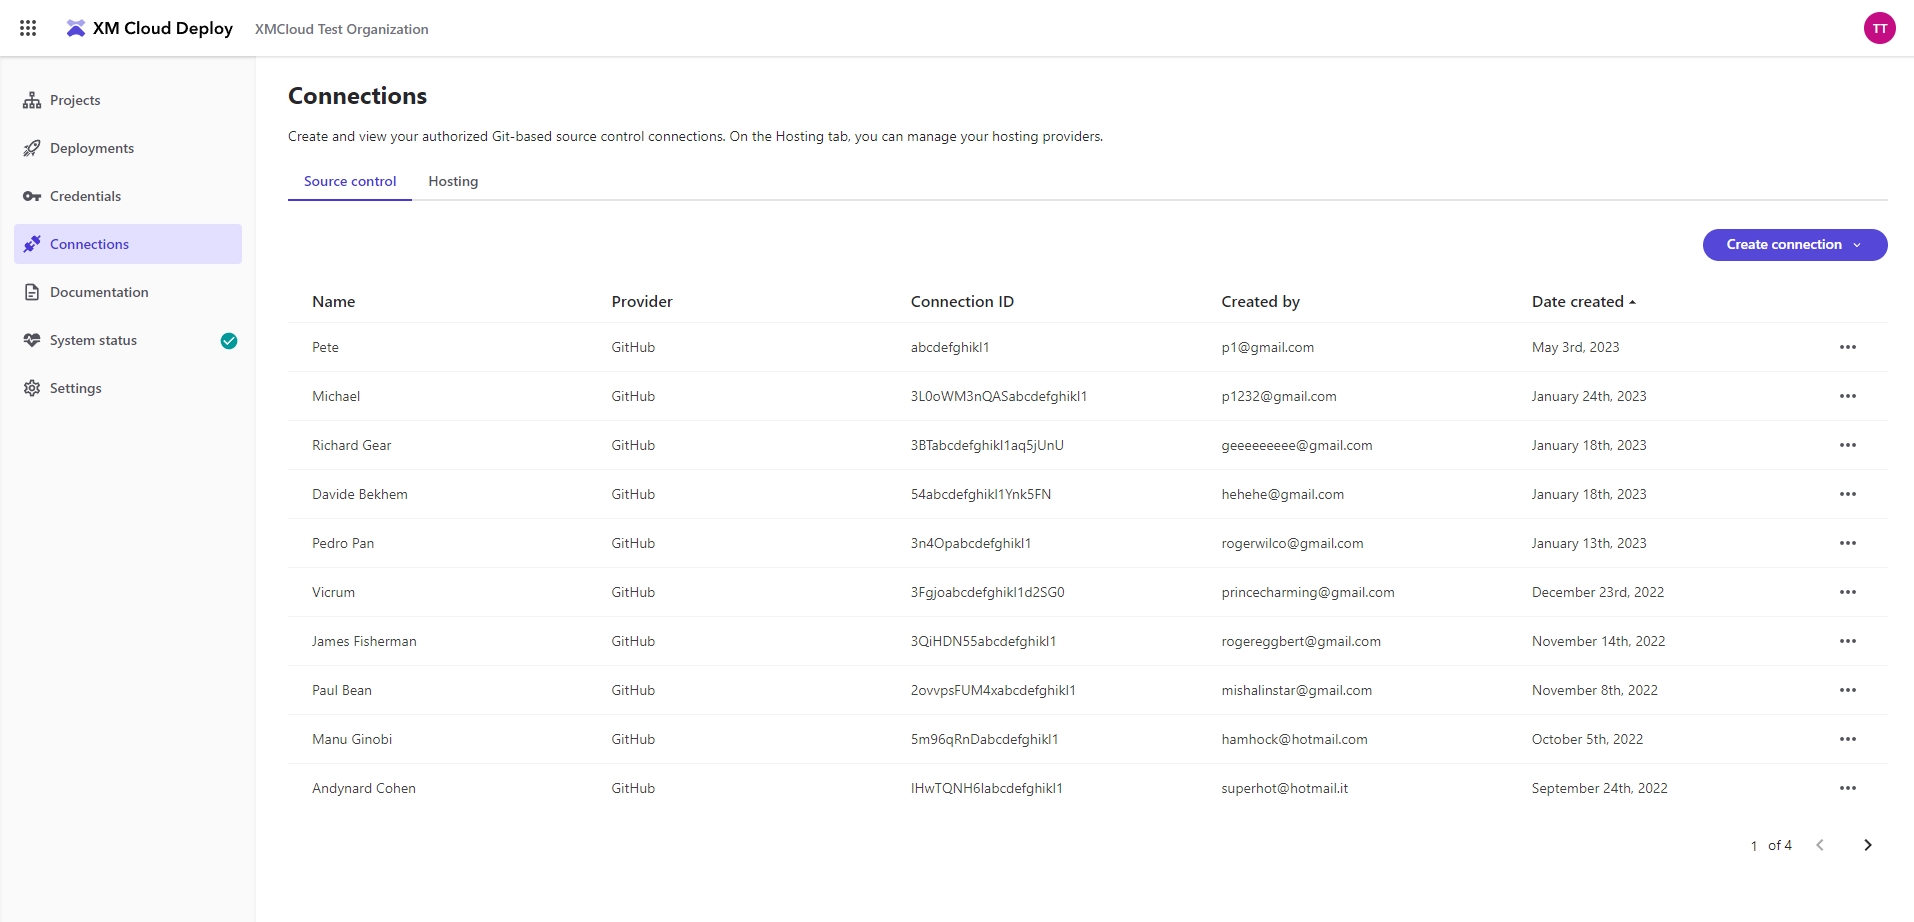 XM Cloud Deploy XMCloud Test Organization TT
Projects
Deployments
Credentials
Connections
Documentation
System status
Settings
Connections
Create and view your authorized Git-based source control connections. On the Hosting tab, you can manage your hosting providers.
Source control Hosting
Create connection
Name Provider Connection ID Created by Date created
Pete GitHub abcdefghikl1 p1@gmail.com May 3rd, 2023
Michael GitHub 3L0oWM3nQASabcdefghikl1 p1232@gmail.com January 24th, 2023
Richard Gear GitHub 3BTabcdefghikl1aq5jUnU geeeeeeeee@gmail.com January 18th, 2023
Davide Bekhem GitHub 54abcdefghikl1Ynk5FN hehehe@gmail.com January 18th, 2023
Pedro Pan GitHub 3n4Opabcdefghikl1 rogerwilco@gmail.com January 13th, 2023
Vicrum GitHub 3Fgjoabcdefghikl1d2SG0 princecharming@gmail.com December 23rd, 2022
James Fisherman GitHub 3QiHDN55abcdefghikl1 rogereggbert@gmail.com November 14th, 2022
Paul Bean GitHub 2ovvpsFUM4xabcdefghikl1 mishalinstar@gmail.com November 8th, 2022
Manu Ginobi GitHub 5m96qRnDabcdefghikl1 hamhock@hotmail.com October 5th, 2022
Andynard Cohen GitHub IHwTQNH6labcdefghikl1 superhot@hotmail.it September 24th, 2022
1 of 4